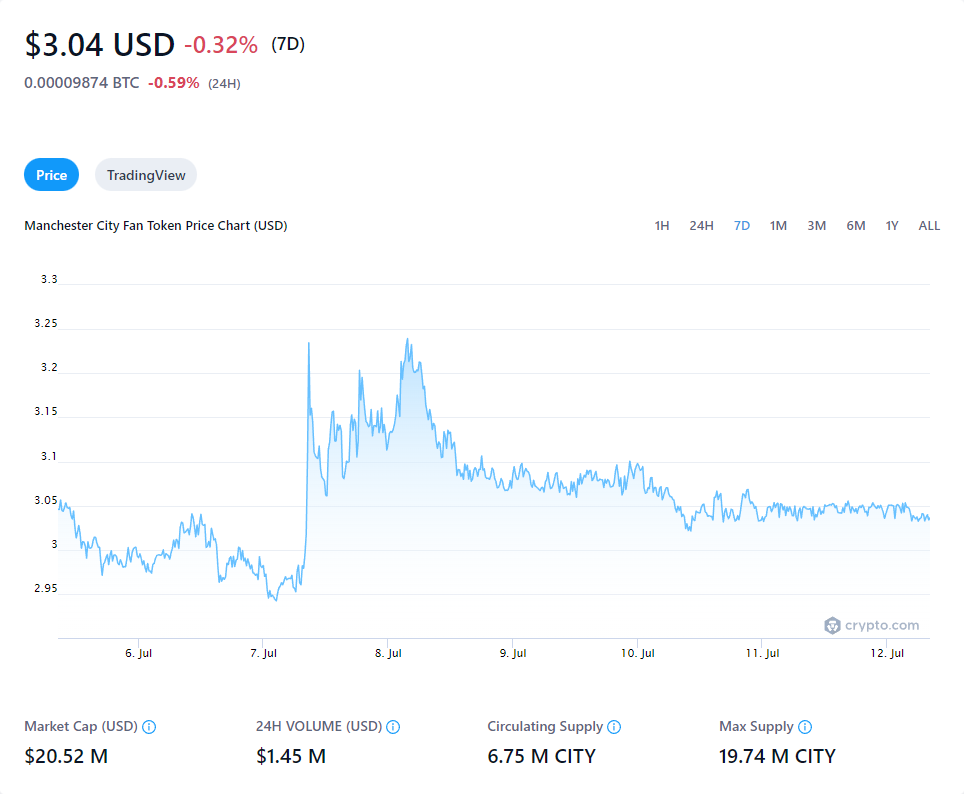 $3.04 USD -0.32% (7D)
0.00009874 BTC -0.59% (24H)
Price TradingView
Manchester City Fan Token Price Chart (USD) 1H 24H 7D 1M 3M 6M 1Y ALL
3.3
3.25
3.2
3.15
3.1
3.05
3
2.95
crypto.com
6. Jul 7. Jul 8. Jul 9. Jul 10. Jul 11. Jul 12. Jul
Market Cap (USD) 24H VOLUME (USD) Circulating Supply Max Supply
$20.52 M $1.45 M 6.75 M CITY 19.74 M CITY